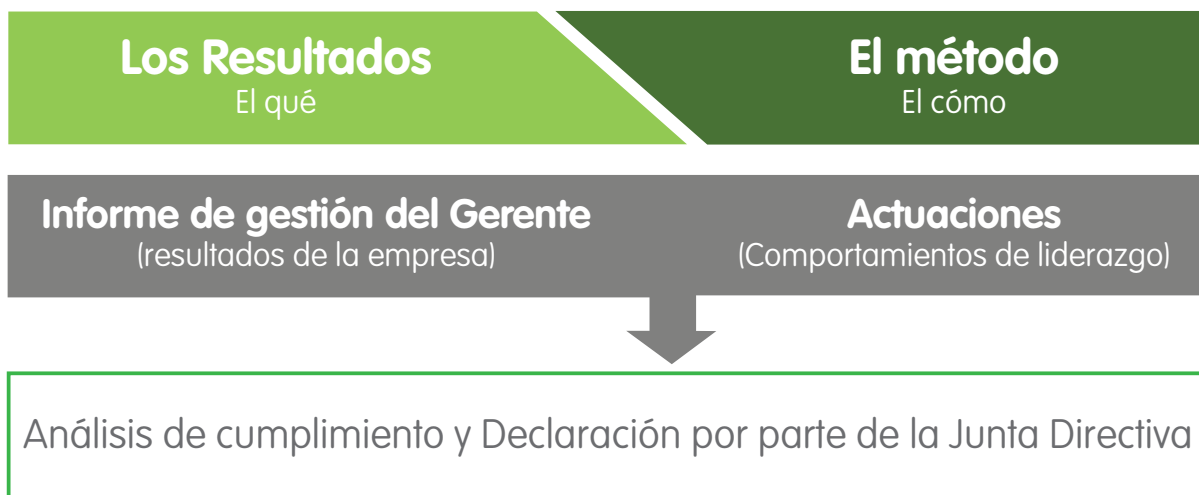 Los Resultados
El qué
El método
El cómo
Informe de gestión del Gerente
(resultados de la empresa)
Actuaciones
(Comportamientos de liderazgo)
Análisis de cumplimiento y Declaración por parte de la Junta Directiva